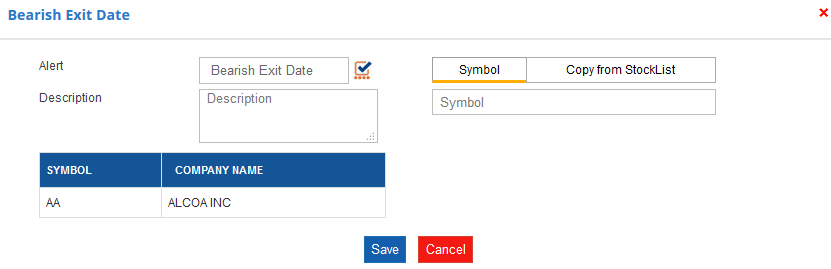 Bearish Exit Date
×
Alert
Bearish Exit Date
Symbol
Copy from StockList
Description
Description
Symbol
SYMBOL
COMPANY NAME
AA
ALCOA INC
Save
Cancel